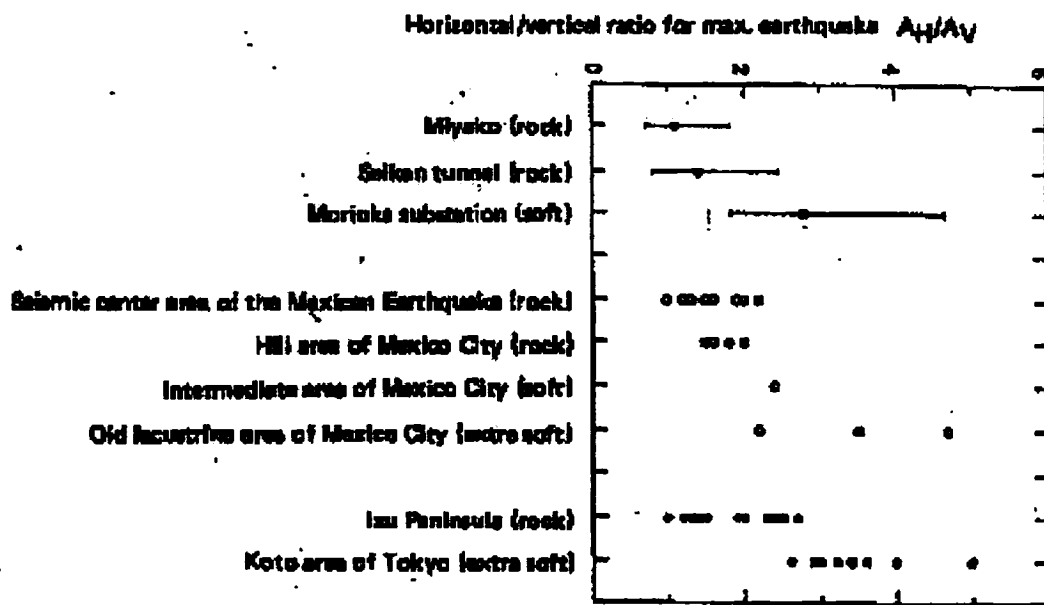 Horizontal/vertical ratio for max. earthquake AH/AV
0 2 4 6
Miyako (rock)
Seikan tunnel (rock)
Morioka substation (soft)
Seismic center area of the Mexican Earthquake (rock)
Hill area of Mexico City (rock)
Intermediate area of Mexico City (soft)
Old lacustrine area of Mexico City (extra soft)
Izu Peninsula (rock)
Koto area of Tokyo (extra soft)